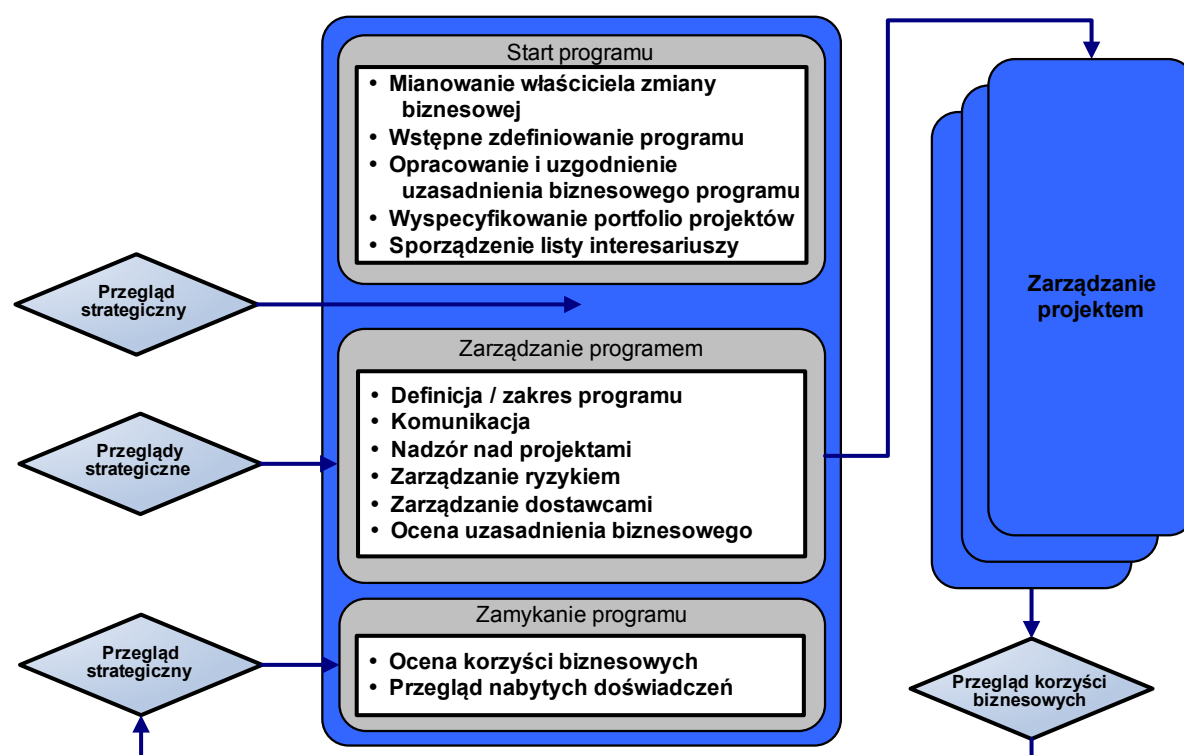 Start programu
• Mianowanie właściciela zmiany
biznesowej
• Wstępne zdefiniowanie programu
• Opracowanie i uzgodnienie
uzasadnienia biznesowego programu
• Wyspecyfikowanie portfolio projektów
• Sporządzenie listy interesariuszy
Przegląd
strategiczny
Zarządzanie programem
• Definicja / zakres programu
• Komunikacja
• Nadzór nad projektami
• Zarządzanie ryzykiem
• Zarządzanie dostawcami
• Ocena uzasadnienia biznesowego
Przeglądy
strategiczne
Zamykanie programu
• Ocena korzyści biznesowych
• Przegląd nabytych doświadczeń
Przegląd
strategiczny
Zarządzanie
projektem
Przegląd korzyści
biznesowych